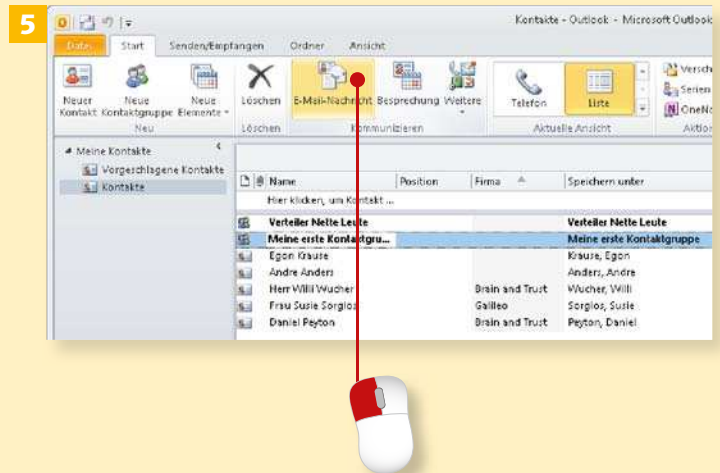 5
Kontakte - Outlook - Microsoft Outlook
Datei Start Senden/Empfangen Ordner Ansicht
Neuer Kontakt
Neue Kontaktgruppe
Neue Elemente
Löschen
E-Mail-Nachricht
Besprechung
Weitere
Telefon
Liste
Versch
Serien
OneNo
Neu Löschen Kommunizieren Aktuelle Ansicht Aktion
Meine Kontakte
Vorgeschlagene Kontakte
Kontakte
Name Position Firma Speichern unter
Hier klicken, um Kontakt ...
Verteiler Nette Leute Verteiler Nette Leute
Meine erste Kontaktgru... Meine erste Kontaktgruppe
Egon Krause Krause, Egon
Andre Anders Anders, Andre
Herr Willi Wucher Brain and Trust Wucher, Willi
Frau Susie Sorglos Galileo Sorglos, Susie
Daniel Peyton Brain and Trust Peyton, Daniel